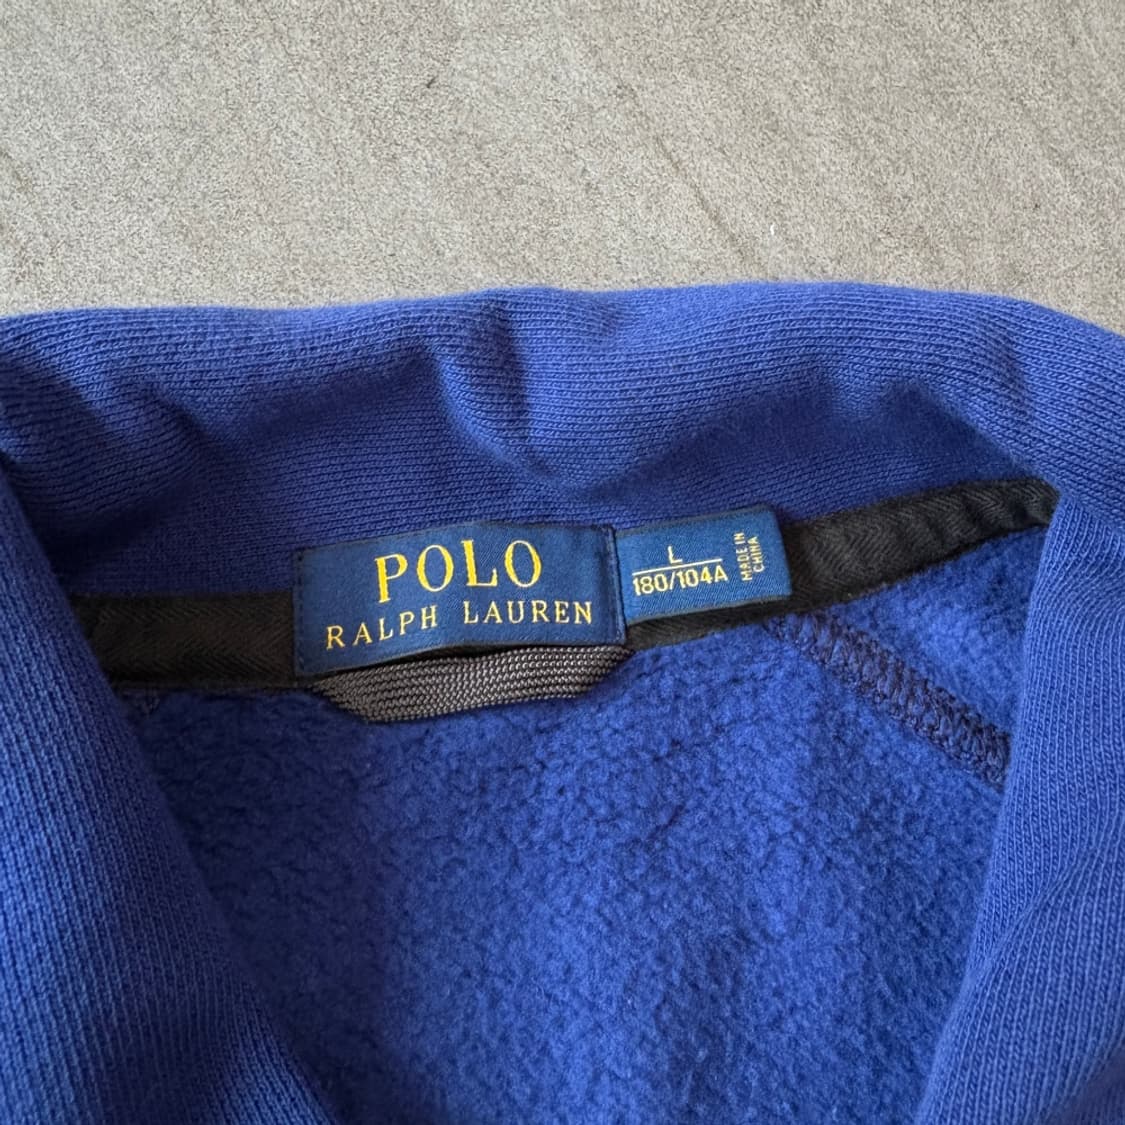 POLO
RALPH LAUREN
L
180/104A
MADE IN
CHINA